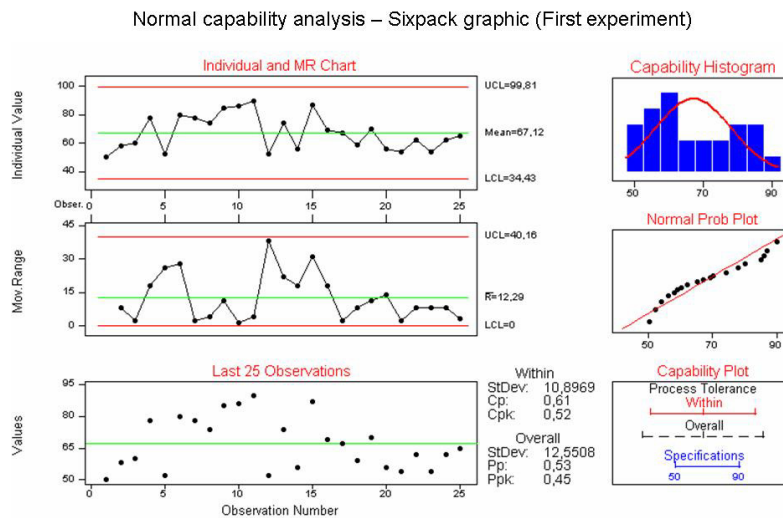 Normal capability analysis – Sixpack graphic (First experiment)
Individual and MR Chart
Individual Value
100
80
60
40
UCL=99,81
Mean=67,12
LCL=34,43
Obser.
0
5
10
15
20
25
Mov.Range
45
30
15
0
UCL=40,16
R=12,29
LCL=0
Last 25 Observations
Values
95
80
65
50
0
5
10
15
20
25
Observation Number
Within
StDev: 10,8969
Cp: 0,61
Cpk: 0,52
Overall
StDev: 12,5508
Pp: 0,53
Ppk: 0,45
Capability Histogram
50
70
90
Normal Prob Plot
50
60
70
80
90
Capability Plot
Process Tolerance
Within
Overall
Specifications
50
90